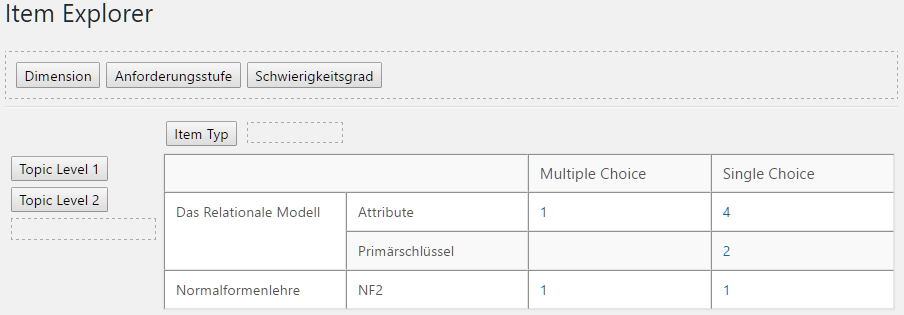 Item Explorer
Dimension Anforderungsstufe Schwierigkeitsgrad
Item Typ
Topic Level 1
Topic Level 2
Multiple Choice Single Choice
Das Relationale Modell Attribute 1 4
Primärschlüssel 2
Normalformenlehre NF2 1 1